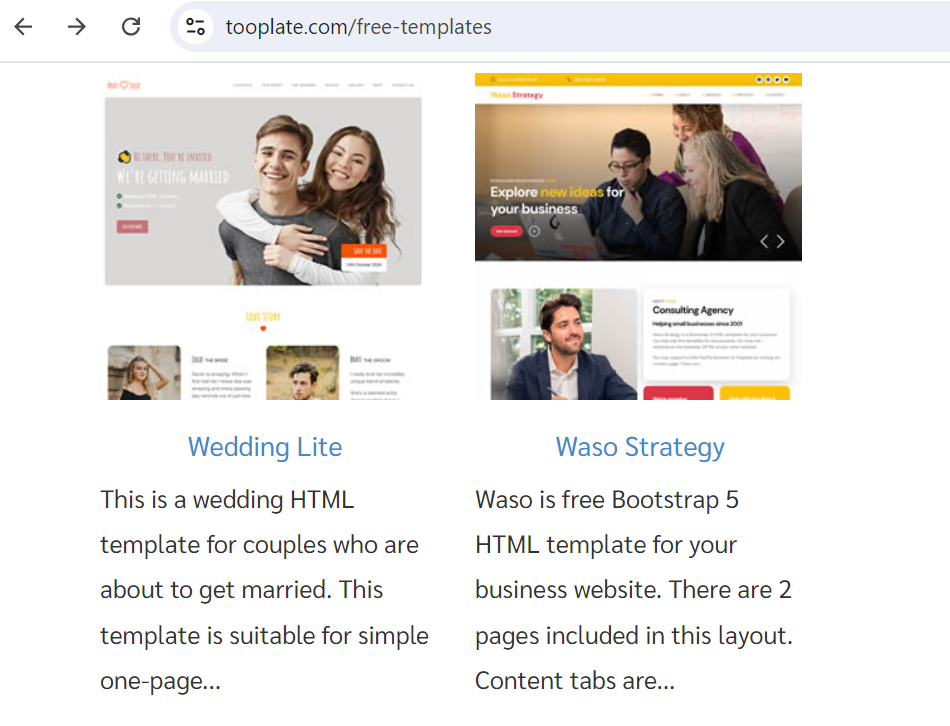 tooplate.com/free-templates
HI THERE, YOU'RE INVITED
WE'RE GETTING MARRIED
SAVE THE DATE
LOVE STORY
THE BRIDE
THE GROOM
Waso Strategy
Explore new ideas for
your business
Get Started
Consulting Agency
Helping small businesses since 2001
Wedding Lite
This is a wedding HTML
template for couples who are
about to get married. This
template is suitable for simple
one-page...
Waso Strategy
Waso is free Bootstrap 5
HTML template for your
business website. There are 2
pages included in this layout.
Content tabs are...